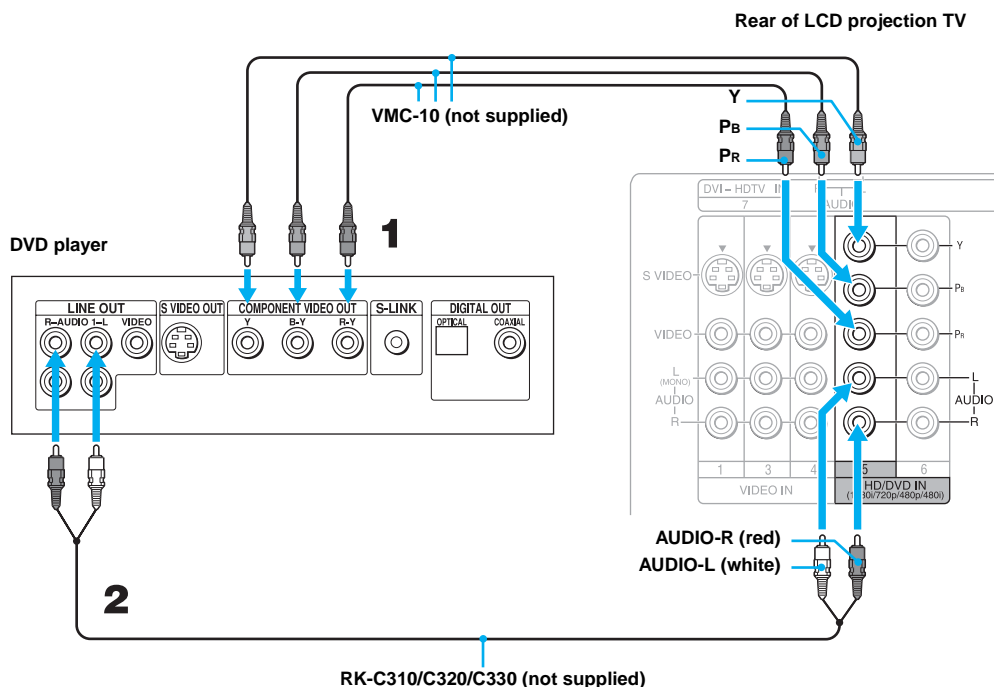 Rear of LCD projection TV
VMC-10 (not supplied)
Y
PB
PR
1
DVD player
LINE OUT
R–AUDIO 1–L VIDEO
S VIDEO OUT
COMPONENT VIDEO OUT
Y B-Y R-Y
S-LINK
DIGITAL OUT
OPTICAL COAXIAL
DVI – HDTV IN
7
AUDIO
S VIDEO
VIDEO
L
(MONO)
AUDIO
R
Y
PB
PR
L
AUDIO
R
1 3 4 5 6
VIDEO IN
HD/DVD IN
(1080i/720p/480p/480i)
AUDIO-R (red)
AUDIO-L (white)
2
RK-C310/C320/C330 (not supplied)